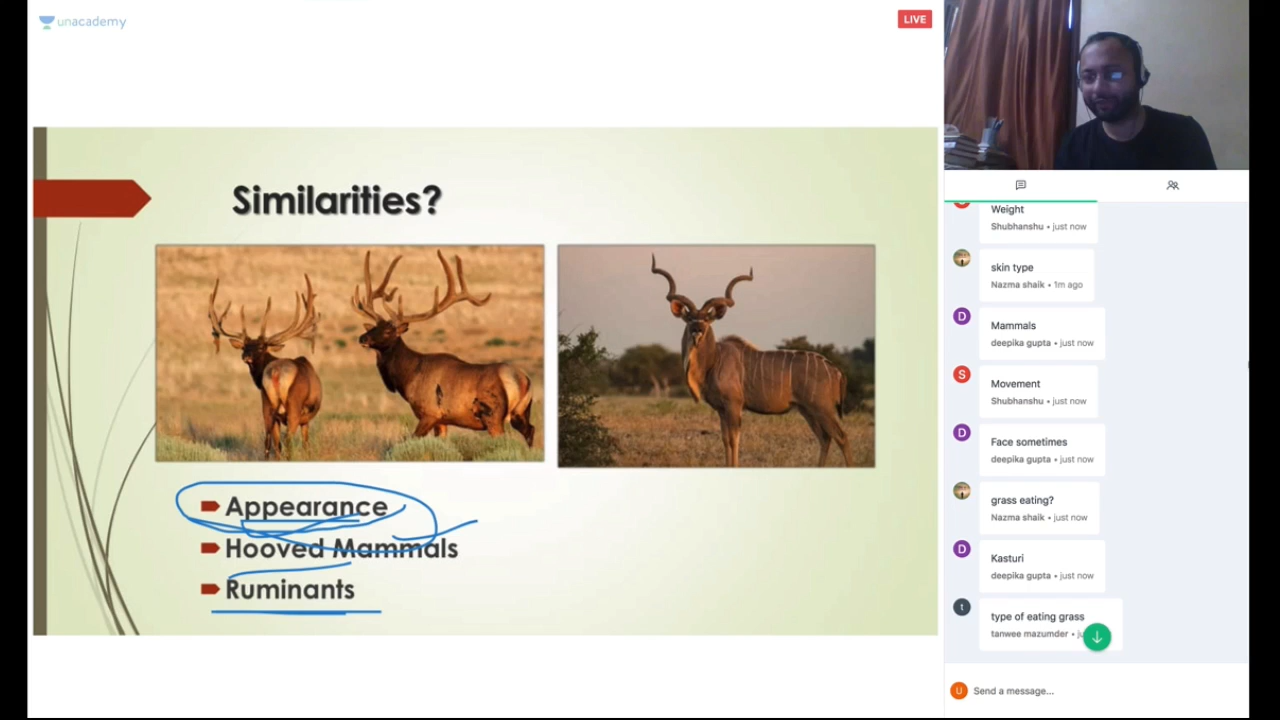 unacademy
LIVE
Similarities?
Appearance
Hooved Mammals
Ruminants
Weight
Shubhanshu • just now
skin type
Nazma shaik • 1m ago
D
Mammals
deepika gupta • just now
S
Movement
Shubhanshu • just now
D
Face sometimes
deepika gupta • just now
grass eating?
Nazma shaik • just now
D
Kasturi
deepika gupta • just now
t
type of eating grass
tanwee mazumder •
U
Send a message...